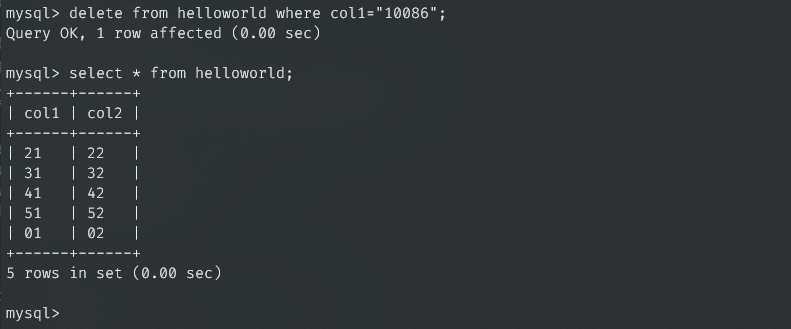 mysql> delete from helloworld where col1="10086";
Query OK, 1 row affected (0.00 sec)
mysql> select * from helloworld;
+------+------+
| col1 | col2 |
+------+------+
| 21   | 22   |
| 31   | 32   |
| 41   | 42   |
| 51   | 52   |
| 01   | 02   |
+------+------+
5 rows in set (0.00 sec)
mysql>